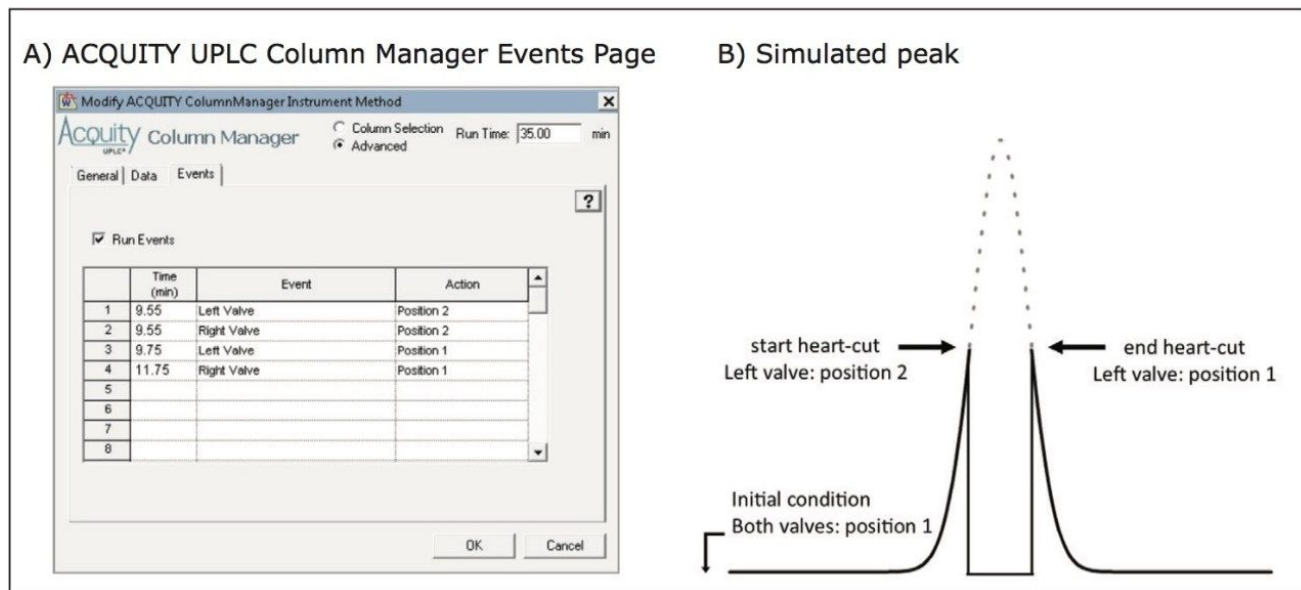 A) ACQUITY UPLC Column Manager Events Page
B) Simulated peak
Modify ACQUITY ColumnManager Instrument Method
ACQUITY UPLC® Column Manager
Column Selection
Advanced
Run Time: 35.00 min
General Data Events
?
Run Events
Time (min) Event Action
1 9.55 Left Valve Position 2
2 9.55 Right Valve Position 2
3 9.75 Left Valve Position 1
4 11.75 Right Valve Position 1
5
6
7
8
OK Cancel
start heart-cut
Left valve: position 2
end heart-cut
Left valve: position 1
Initial condition
Both valves: position 1